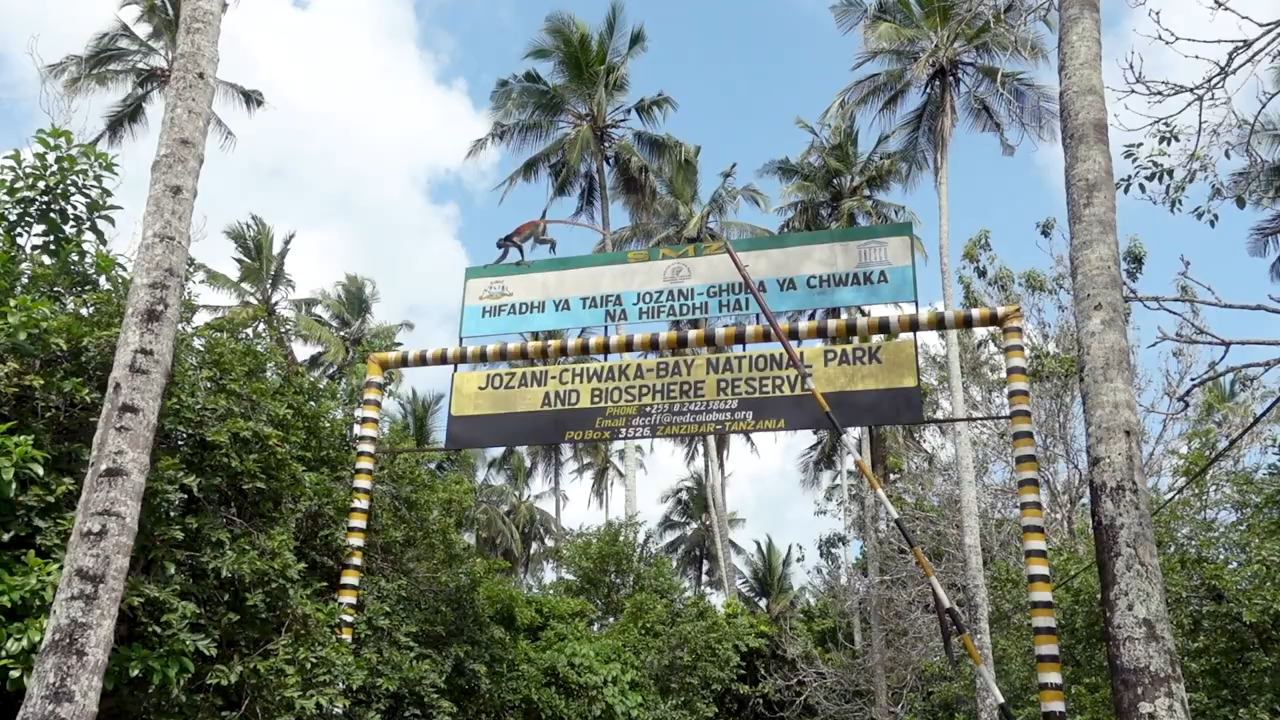 SMZ
HIFADHI YA TAIFA JOZANI-GHUBA YA CHWAKA
NA HIFADHI HAI
JOZANI-CHWAKA-BAY NATIONAL PARK
AND BIOSPHERE RESERVE
PHONE: +255 (0)242238628
Email: dccff@redcolobus.org
P.O Box: 3526, ZANZIBAR-TANZANIA